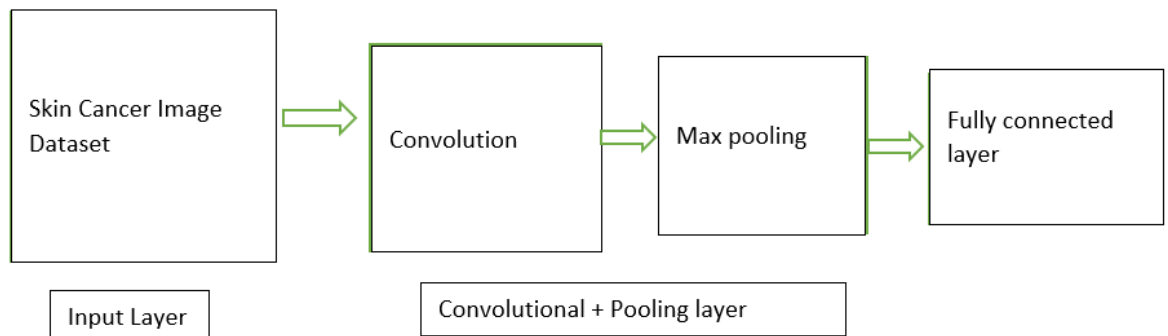 Skin Cancer Image
Dataset
Convolution
Max pooling
Fully connected
layer
Input Layer
Convolutional + Pooling layer